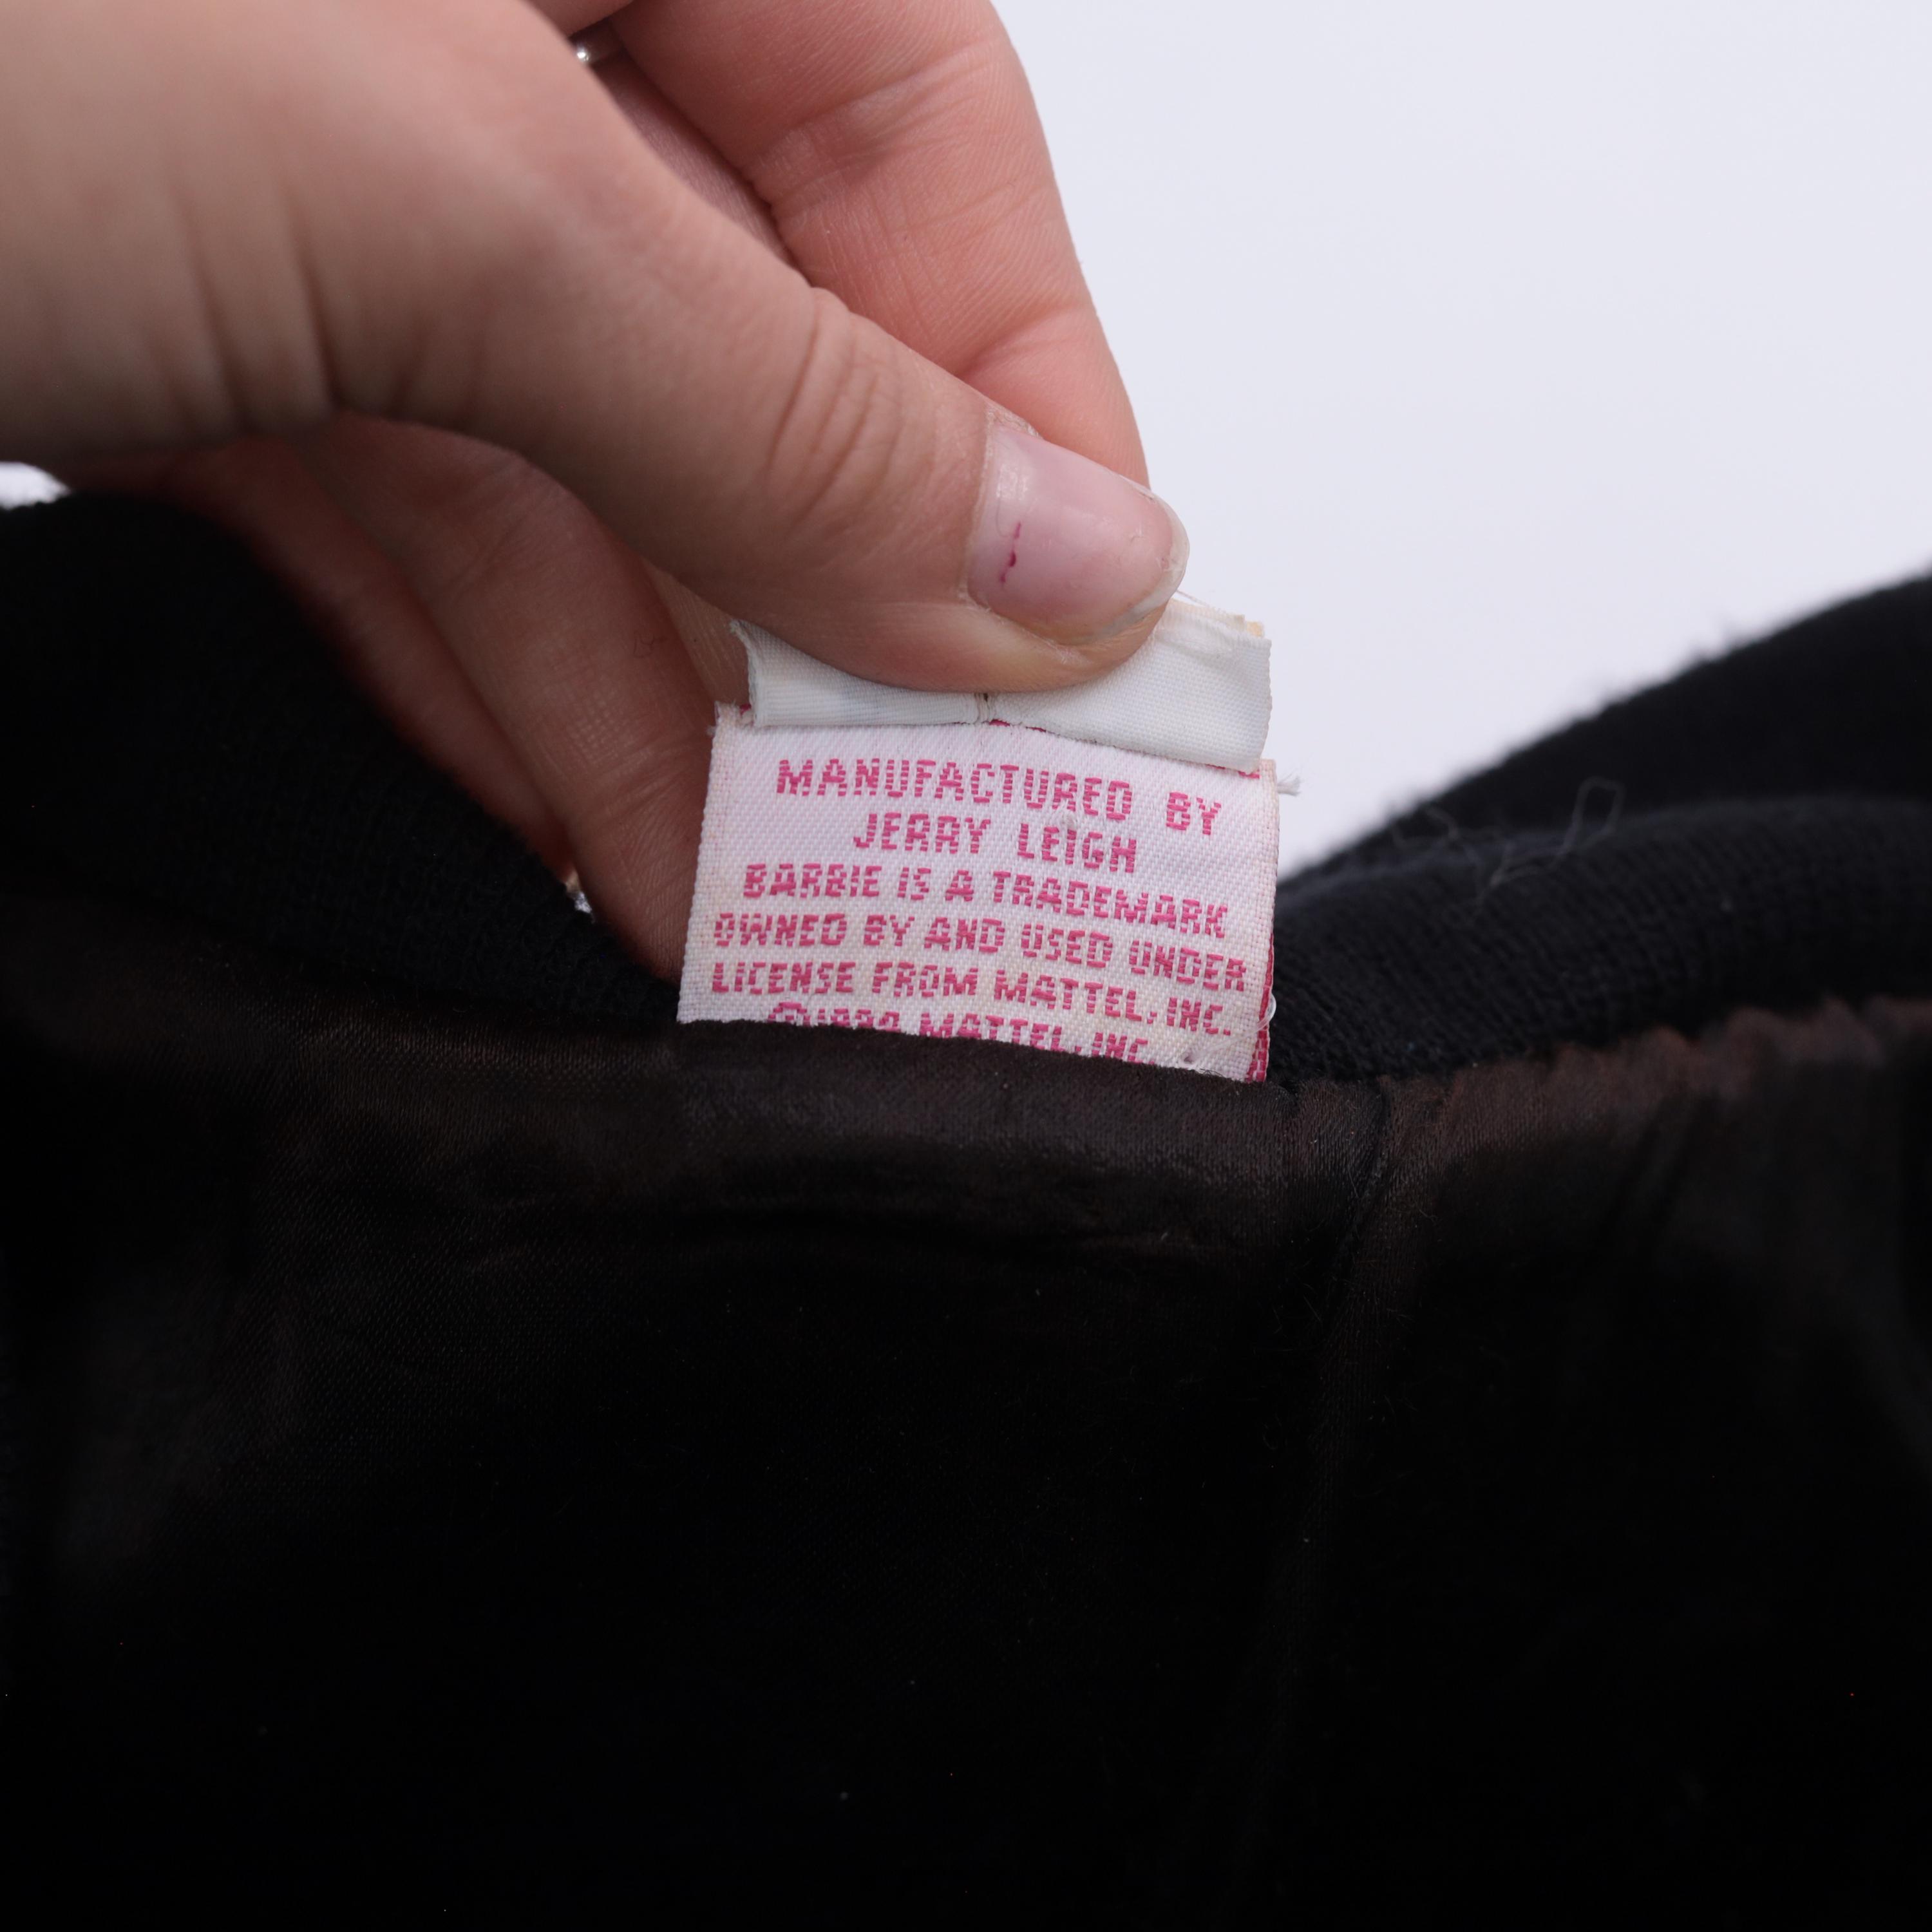 MANUFACTURED BY
JERRY LEIGH
BARBIE IS A TRADEMARK
OWNED BY AND USED UNDER
LICENSE FROM MATTEL, INC.
© MATTEL, INC.